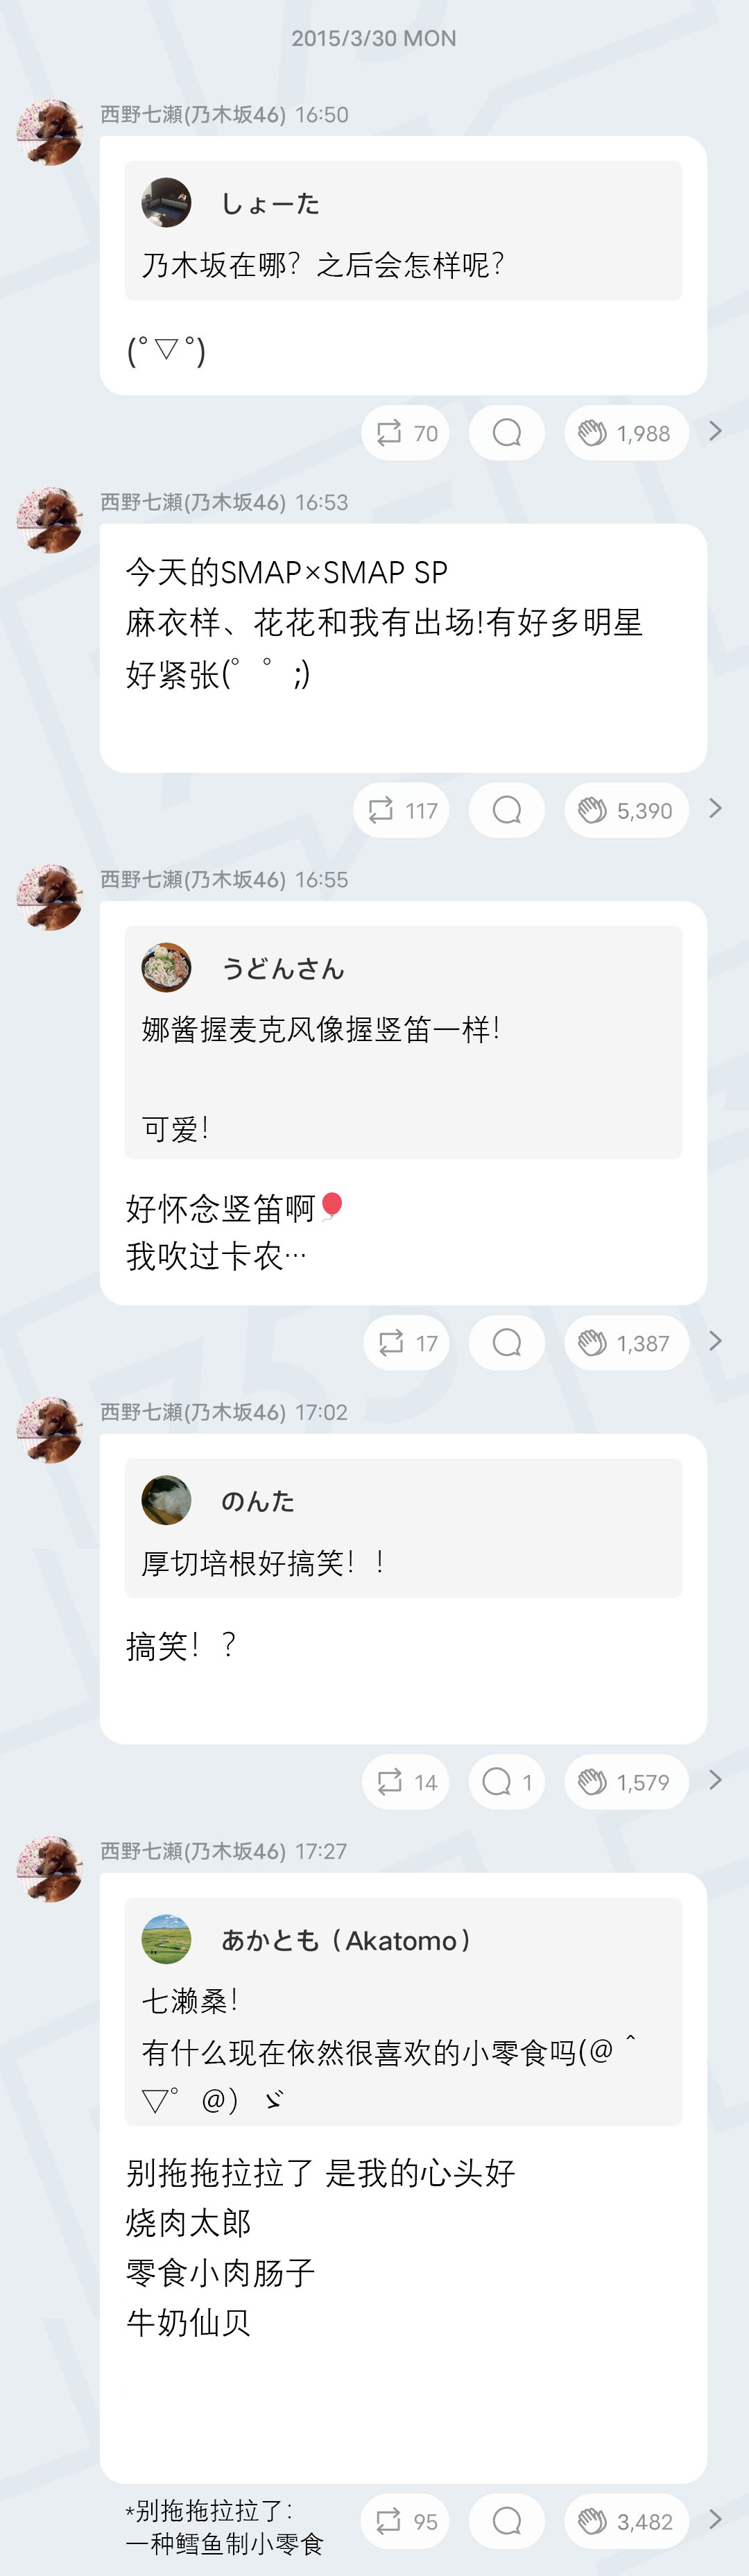 2015/3/30 MON
西野七瀬(乃木坂46) 16:50
しょーた
乃木坂在哪？之后会怎样呢？
(ﾟ▽ﾟ)
70 1,988
西野七瀬(乃木坂46) 16:53
今天的SMAP×SMAP SP
麻衣样、花花和我有出场!有好多明星
好紧张(゜゜;)
117 5,390
西野七瀬(乃木坂46) 16:55
うどんさん
娜酱握麦克风像握竖笛一样！
可爱！
好怀念竖笛啊🎈
我吹过卡农…
17 1,387
西野七瀬(乃木坂46) 17:02
のんた
厚切培根好搞笑！！
搞笑！？
14 1 1,579
西野七瀬(乃木坂46) 17:27
あかとも（Akatomo）
七濑桑！
有什么现在依然很喜欢的小零食吗(@＾
▽゜@）ゞ
别拖拖拉拉了 是我的心头好
烧肉太郎
零食小肉肠子
牛奶仙贝
*别拖拖拉拉了：
一种鳕鱼制小零食
95 3,482